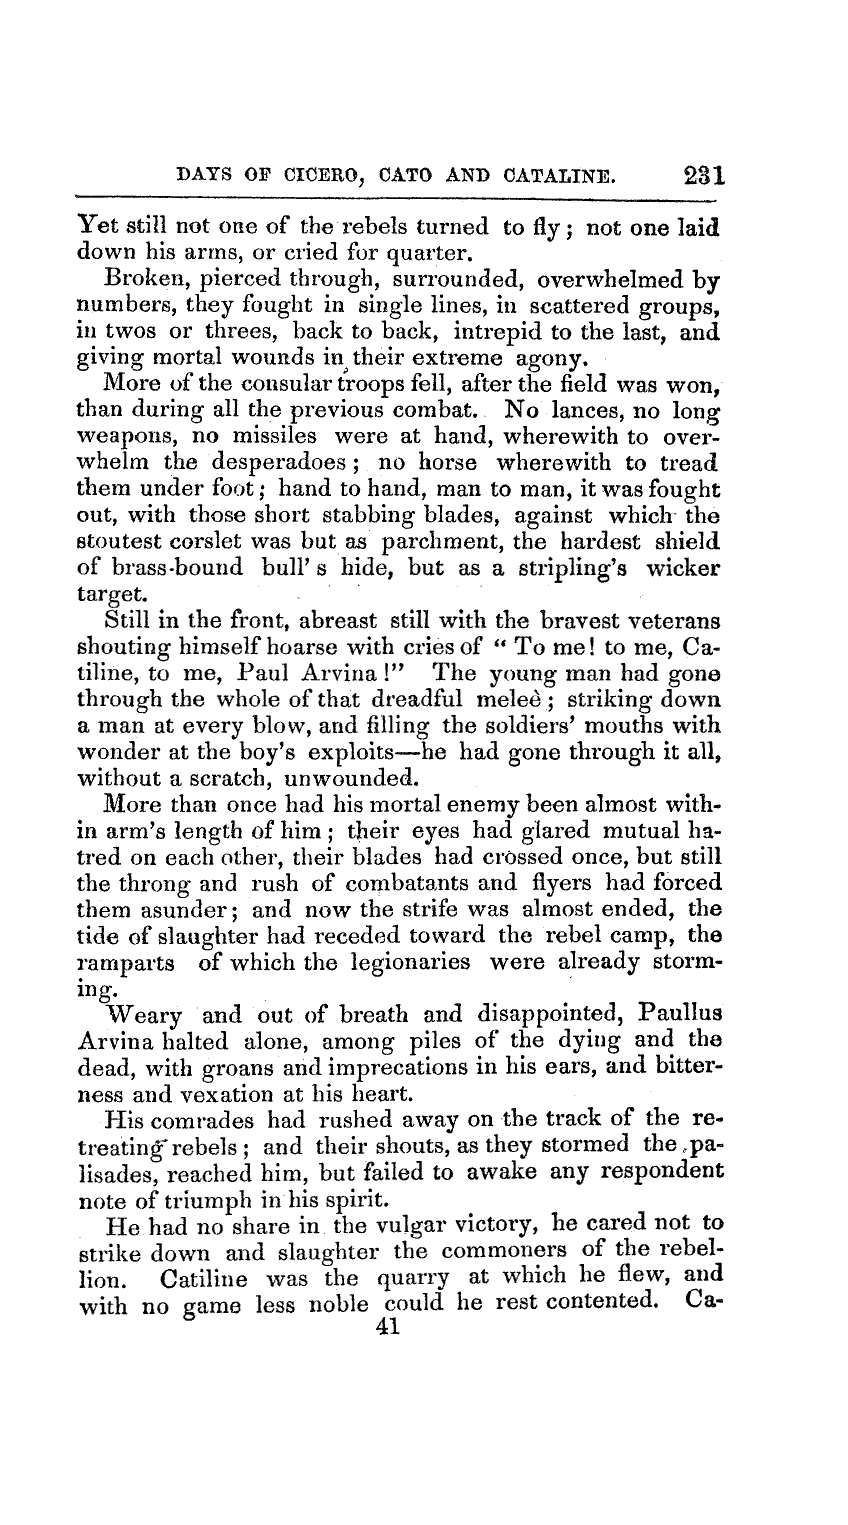 DAYS OF CICERO, CATO AND CATALINE. 231
Yet still not one of the rebels turned to fly; not one laid
down his arms, or cried for quarter.
Broken, pierced through, surrounded, overwhelmed by
numbers, they fought in single lines, in scattered groups,
in twos or threes, back to back, intrepid to the last, and
giving mortal wounds in their extreme agony.
More of the consular troops fell, after the field was won,
than during all the previous combat. No lances, no long
weapons, no missiles were at hand, wherewith to over-
whelm the desperadoes; no horse wherewith to tread
them under foot; hand to hand, man to man, it was fought
out, with those short stabbing blades, against which the
stoutest corslet was but as parchment, the hardest shield
of brass-bound bull' s hide, but as a stripling's wicker
target.
Still in the front, abreast still with the bravest veterans
shouting himself hoarse with cries of “ To me! to me, Ca-
tiline, to me, Paul Arvina!” The young man had gone
through the whole of that dreadful meleè; striking down
a man at every blow, and filling the soldiers' mouths with
wonder at the boy's exploits—he had gone through it all,
without a scratch, unwounded.
More than once had his mortal enemy been almost with-
in arm's length of him; their eyes had glared mutual ha-
tred on each other, their blades had crossed once, but still
the throng and rush of combatants and flyers had forced
them asunder; and now the strife was almost ended, the
tide of slaughter had receded toward the rebel camp, the
ramparts of which the legionaries were already storm-
ing.
Weary and out of breath and disappointed, Paullus
Arvina halted alone, among piles of the dying and the
dead, with groans and imprecations in his ears, and bitter-
ness and vexation at his heart.
His comrades had rushed away on the track of the re-
treating rebels; and their shouts, as they stormed the pa-
lisades, reached him, but failed to awake any respondent
note of triumph in his spirit.
He had no share in the vulgar victory, he cared not to
strike down and slaughter the commoners of the rebel-
lion. Catiline was the quarry at which he flew, and
with no game less noble could he rest contented. Ca-
41